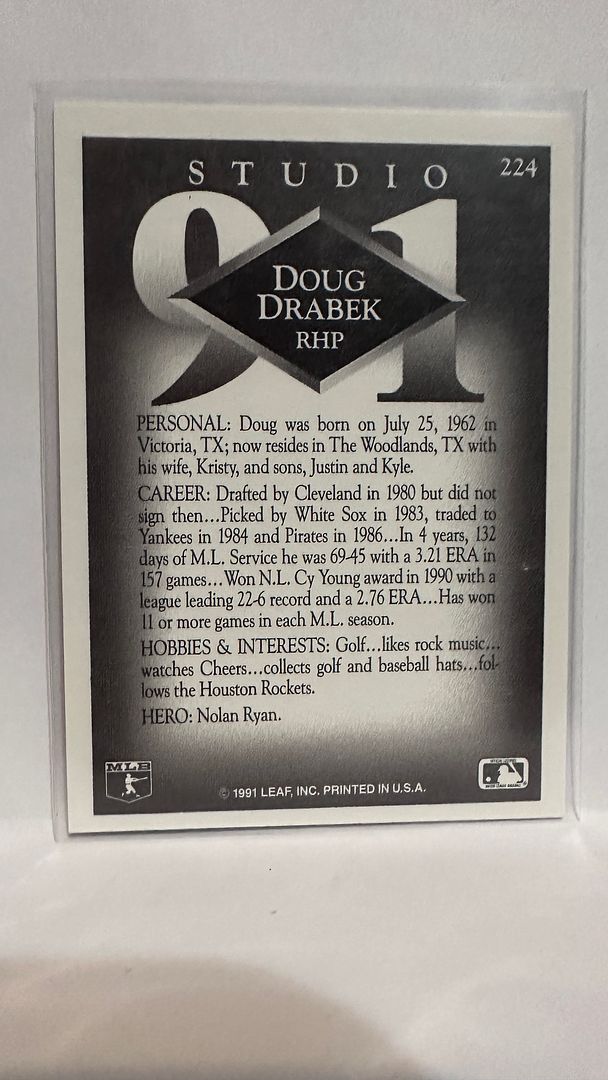 STUDIO 224
91
DOUG
DRABEK
RHP
PERSONAL: Doug was born on July 25, 1962 in
Victoria, TX; now resides in The Woodlands, TX with
his wife, Kristy, and sons, Justin and Kyle.
CAREER: Drafted by Cleveland in 1980 but did not
sign then...Picked by White Sox in 1983, traded to
Yankees in 1984 and Pirates in 1986...In 4 years, 132
days of M.L. Service he was 69-45 with a 3.21 ERA in
157 games...Won N.L. Cy Young award in 1990 with a
league leading 22-6 record and a 2.76 ERA...Has won
11 or more games in each M.L. season.
HOBBIES & INTERESTS: Golf...likes rock music...
watches Cheers...collects golf and baseball hats...fol-
lows the Houston Rockets.
HERO: Nolan Ryan.
MLB
© 1991 LEAF, INC. PRINTED IN U.S.A.